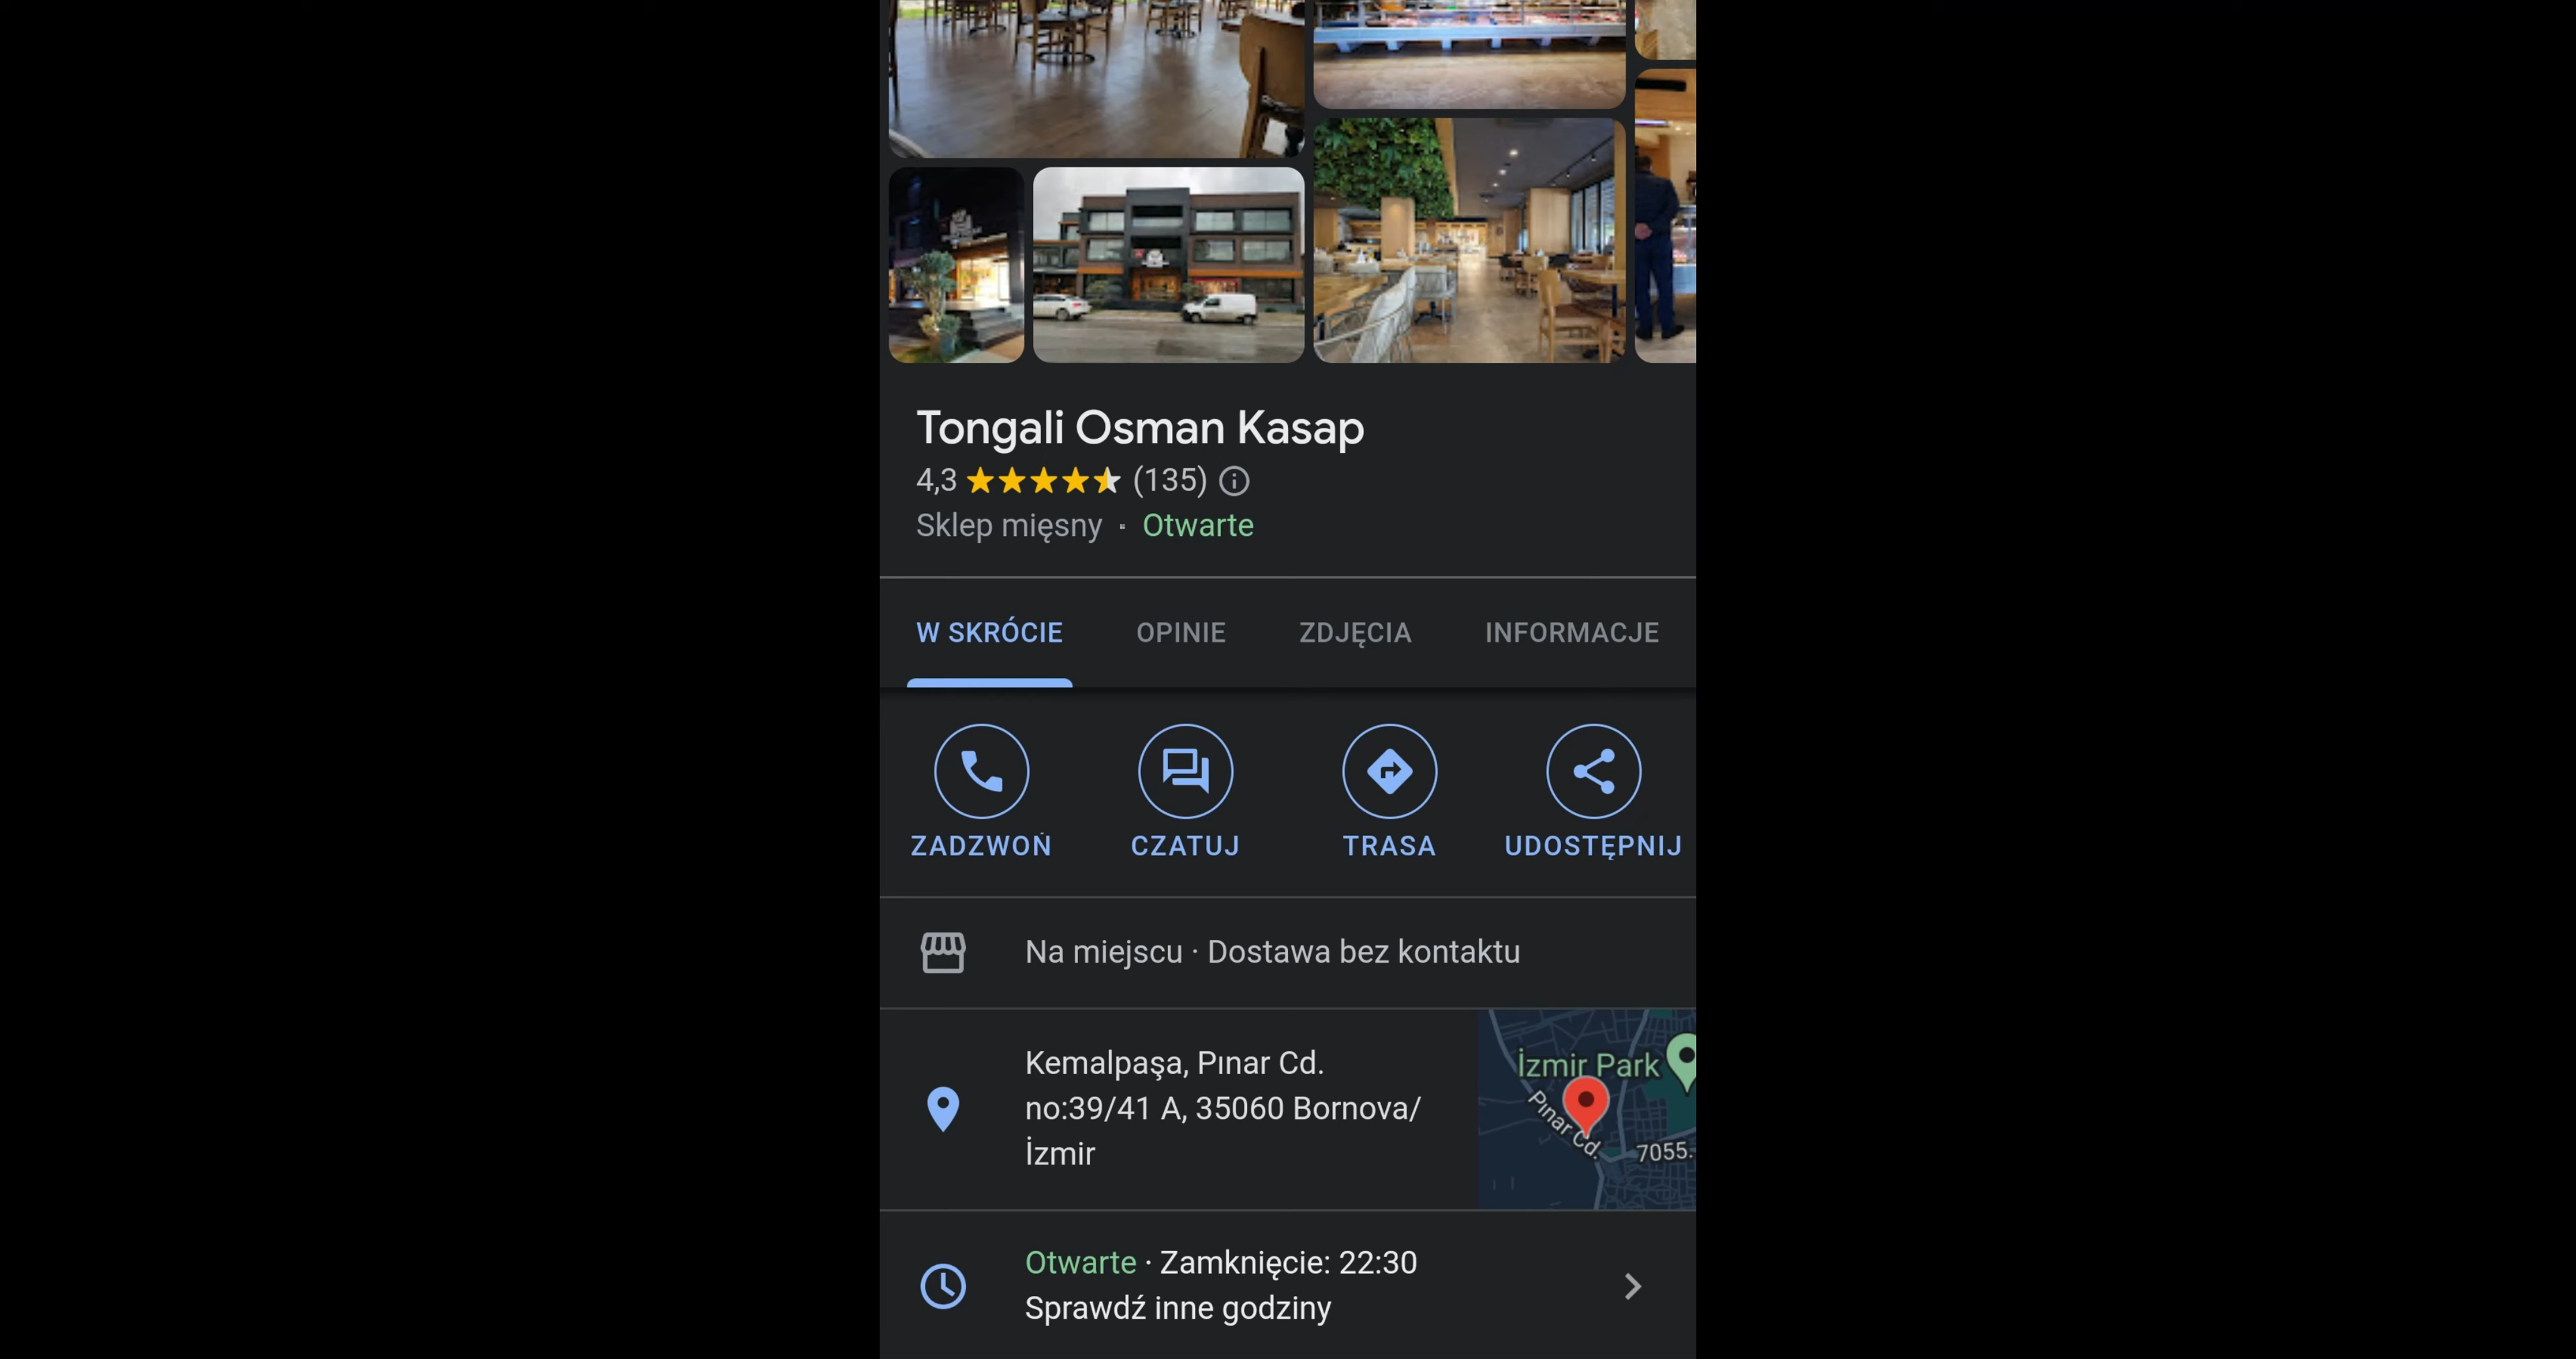 Tongali Osman Kasap
4,3 (135)
Sklep mięsny · Otwarte
W SKRÓCIE OPINIE ZDJĘCIA INFORMACJE
ZADZWOŃ CZATUJ TRASA UDOSTĘPNIJ
Na miejscu · Dostawa bez kontaktu
Kemalpaşa, Pınar Cd.
no:39/41 A, 35060 Bornova/
İzmir
İzmir Park
Pınar Cd.
7055.
Otwarte · Zamknięcie: 22:30
Sprawdź inne godziny